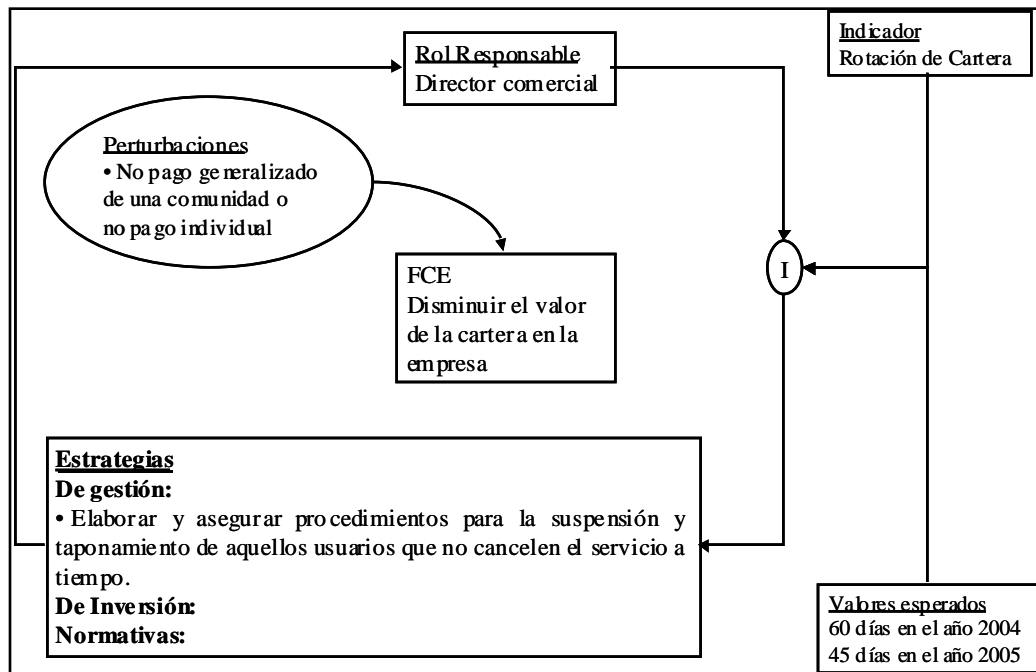 Rol Responsable
Director comercial
Indicador
Rotación de Cartera
Perturbaciones
• No pago generalizado
de una comunidad o
no pago individual
I
FCE
Disminuir el valor
de la cartera en la
empresa
Estrategias
De gestión:
• Elaborar y asegurar procedimientos para la suspensión y
taponamiento de aquellos usuarios que no cancelen el servicio a
tiempo.
De Inversión:
Normativas:
Valores esperados
60 días en el año 2004
45 días en el año 2005